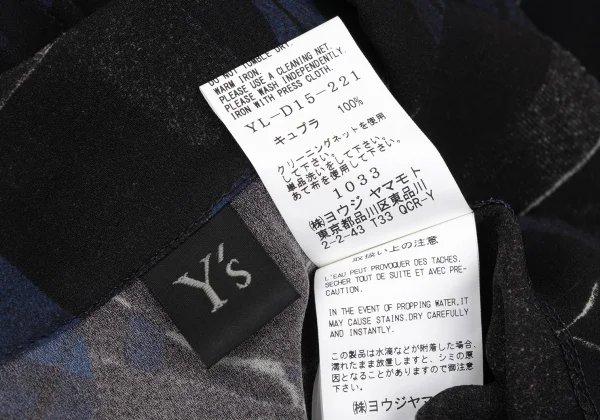 DO NOT TUMBLE DRY.
WARM IRON.
PLEASE USE A CLEANING NET.
PLEASE WASH INDEPENDENTLY.
IRON WITH PRESS CLOTH.
YL-D15-221
キュプラ 100%
クリーニングネットを使用
して下さい。
単品洗いをして下さい。
あて布を使用して下さい。
1033
㈱ヨウジヤマモト
東京都品川区東品川
2-2-43 T33 QCR-Y
Y's
取扱い上の注意
L'EAU PEUT PROVOQUER DES TACHES.
SECHER TOUT DE SUITE ET AVEC PRE-
CAUTION.
IN THE EVENT OF PROPPING WATER,IT
MAY CAUSE STAINS.DRY CAREFULLY
AND INSTANTLY.
この製品は水滴などが附着した場合、
濡れたまま放置しますと、シミの原
因となることがありますので御注意
下さい。
㈱ヨウジヤマ